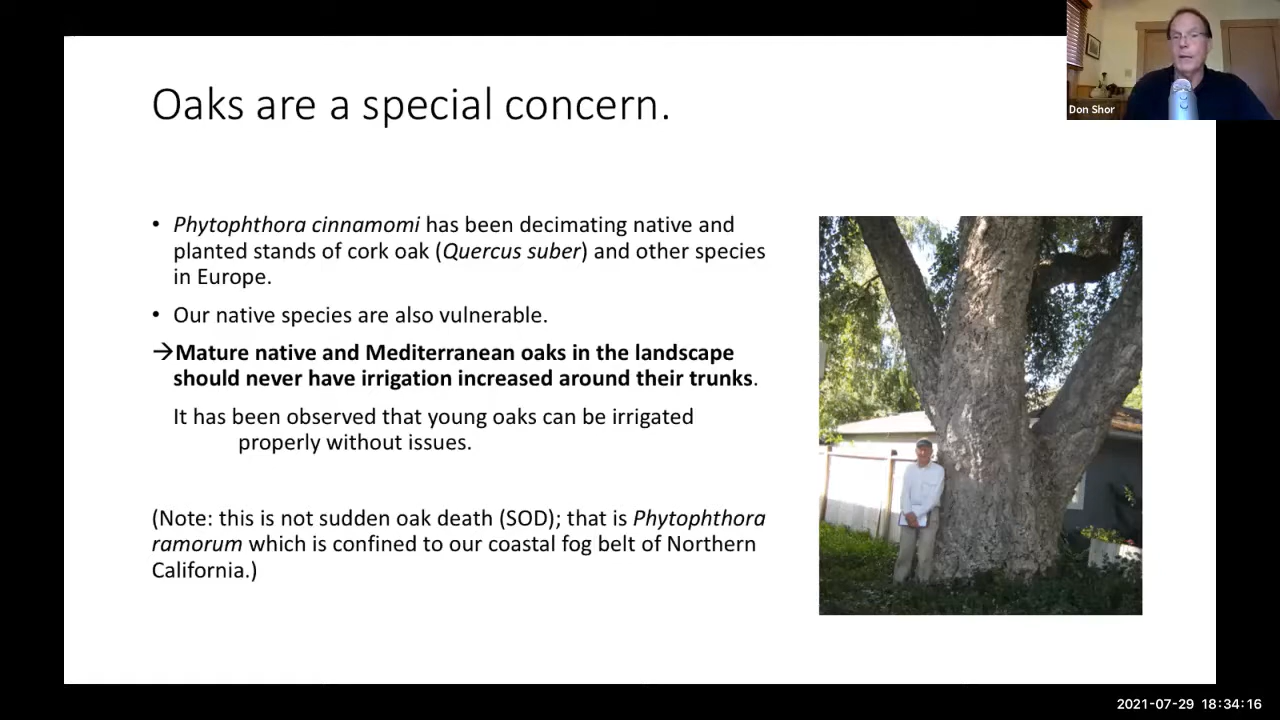 Oaks are a special concern.
• Phytophthora cinnamomi has been decimating native and
planted stands of cork oak (Quercus suber) and other species
in Europe.
• Our native species are also vulnerable.
→Mature native and Mediterranean oaks in the landscape
should never have irrigation increased around their trunks.
It has been observed that young oaks can be irrigated
properly without issues.
(Note: this is not sudden oak death (SOD); that is Phytophthora
ramorum which is confined to our coastal fog belt of Northern
California.)
Don Shor
2021-07-29 18:34:16